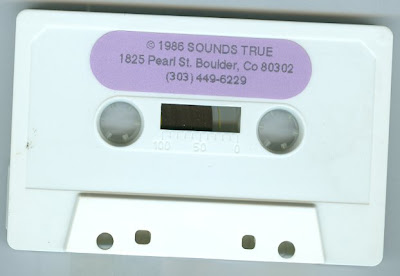 © 1986 SOUNDS TRUE
1825 Pearl St. Boulder, Co 80302
(303) 449-6229
100 50 0